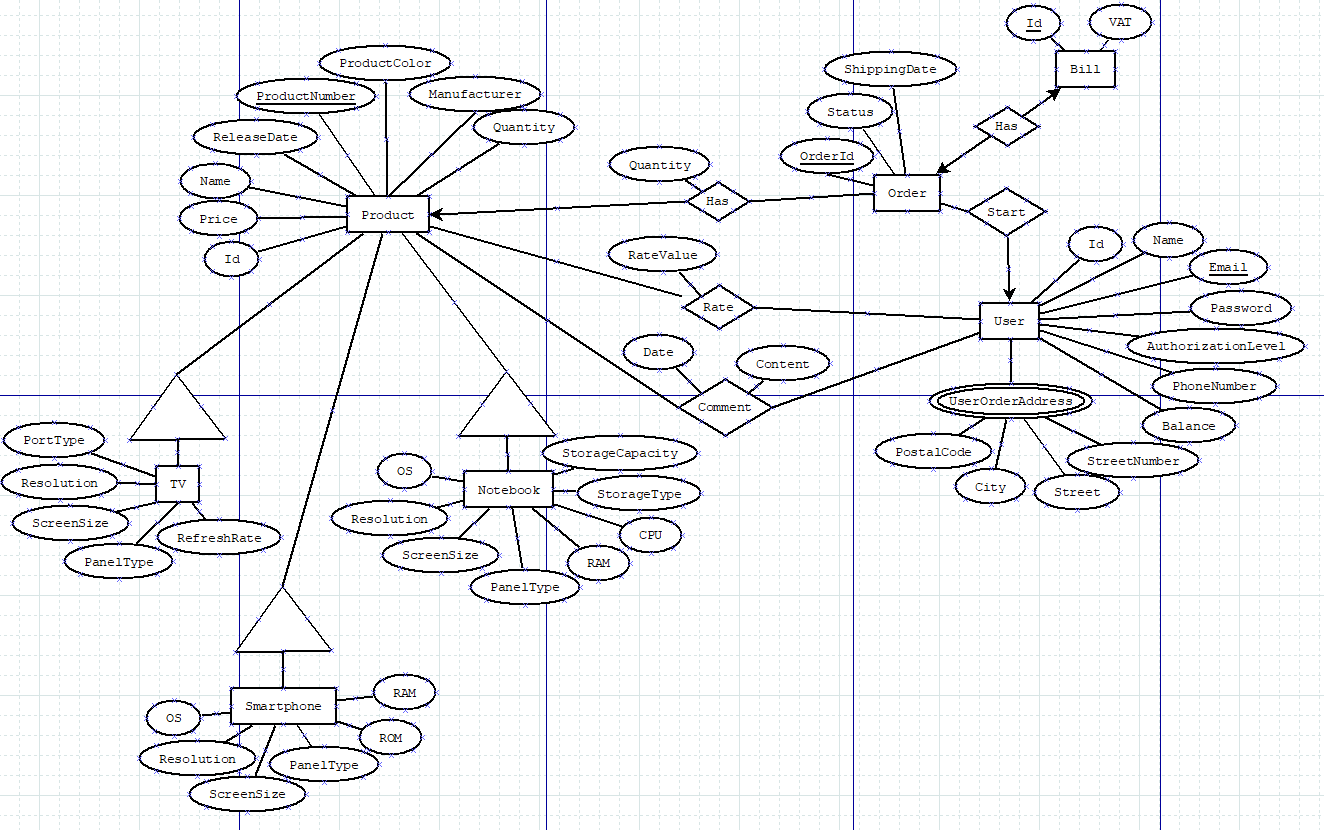 Id
VAT
Bill
Has
ProductColor
ProductNumber
Manufacturer
Quantity
ReleaseDate
Name
Price
Id
Product
ShippingDate
Status
OrderId
Order
Quantity
Has
Start
RateValue
Rate
Date
Content
Comment
Id
Name
Email
Password
AuthorizationLevel
PhoneNumber
Balance
User
UserOrderAddress
PostalCode
City
Street
StreetNumber
PortType
Resolution
ScreenSize
PanelType
RefreshRate
TV
OS
Resolution
ScreenSize
PanelType
RAM
CPU
StorageType
StorageCapacity
Notebook
Smartphone
OS
Resolution
ScreenSize
PanelType
ROM
RAM